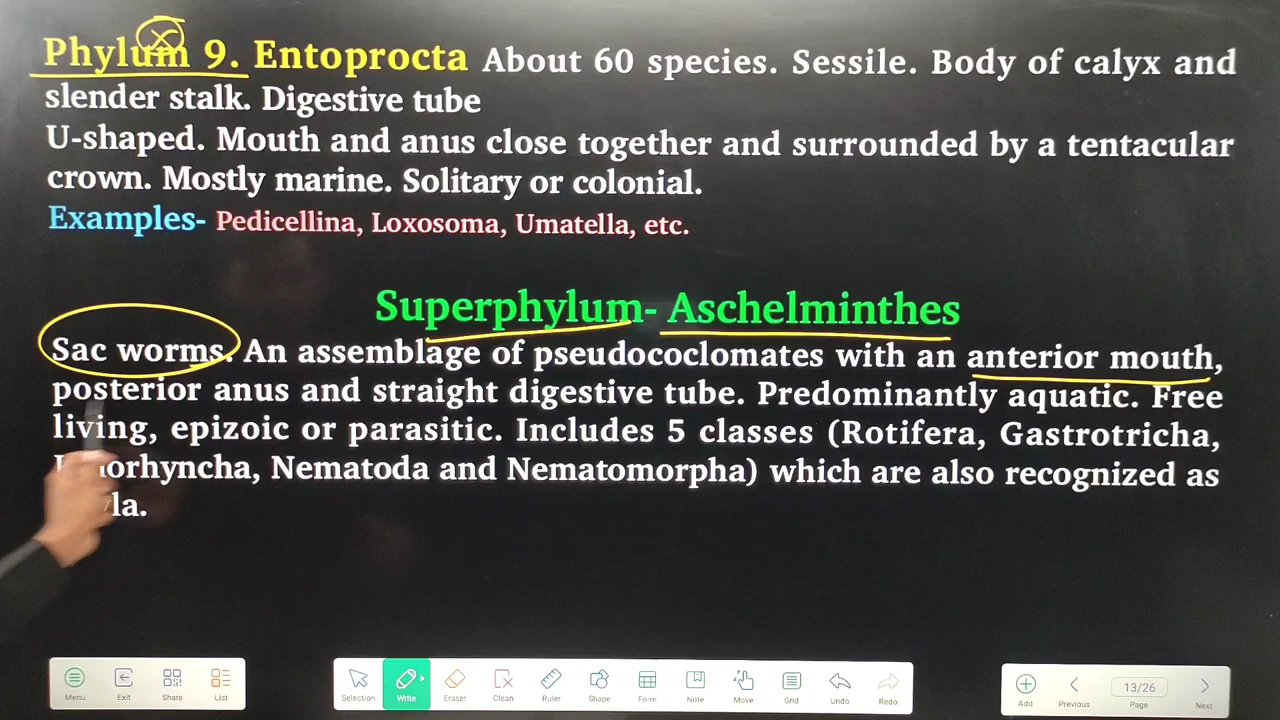 Phylum 9. Entoprocta About 60 species. Sessile. Body of calyx and
slender stalk. Digestive tube
U-shaped. Mouth and anus close together and surrounded by a tentacular
crown. Mostly marine. Solitary or colonial.
Examples- Pedicellina, Loxosoma, Umatella, etc.
Superphylum- Aschelminthes
Sac worms. An assemblage of pseudococlomates with an anterior mouth,
posterior anus and straight digestive tube. Predominantly aquatic. Free
living, epizoic or parasitic. Includes 5 classes (Rotifera, Gastrotricha,
Nematoda and Nematomorpha) which are also recognized as
Menu Exit Share List Selection Write Eraser Clean Ruler Shape Form Note Move Grid Undo Redo Add Previous 13/26 Page Next